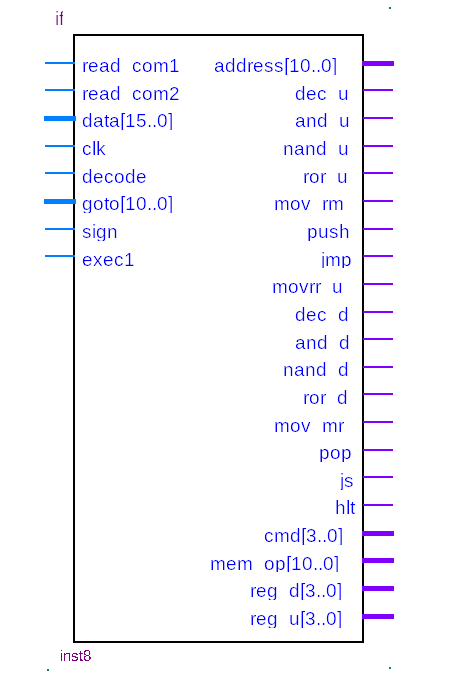 if
read com1 address[10..0]
read com2 dec u
data[15..0] and u
clk nand u
decode ror u
goto[10..0] mov rm
sign push
exec1 jmp
movrr u
dec d
and d
nand d
ror d
mov mr
pop
js
hlt
cmd[3..0]
mem op[10..0]
reg d[3..0]
reg u[3..0]
inst8